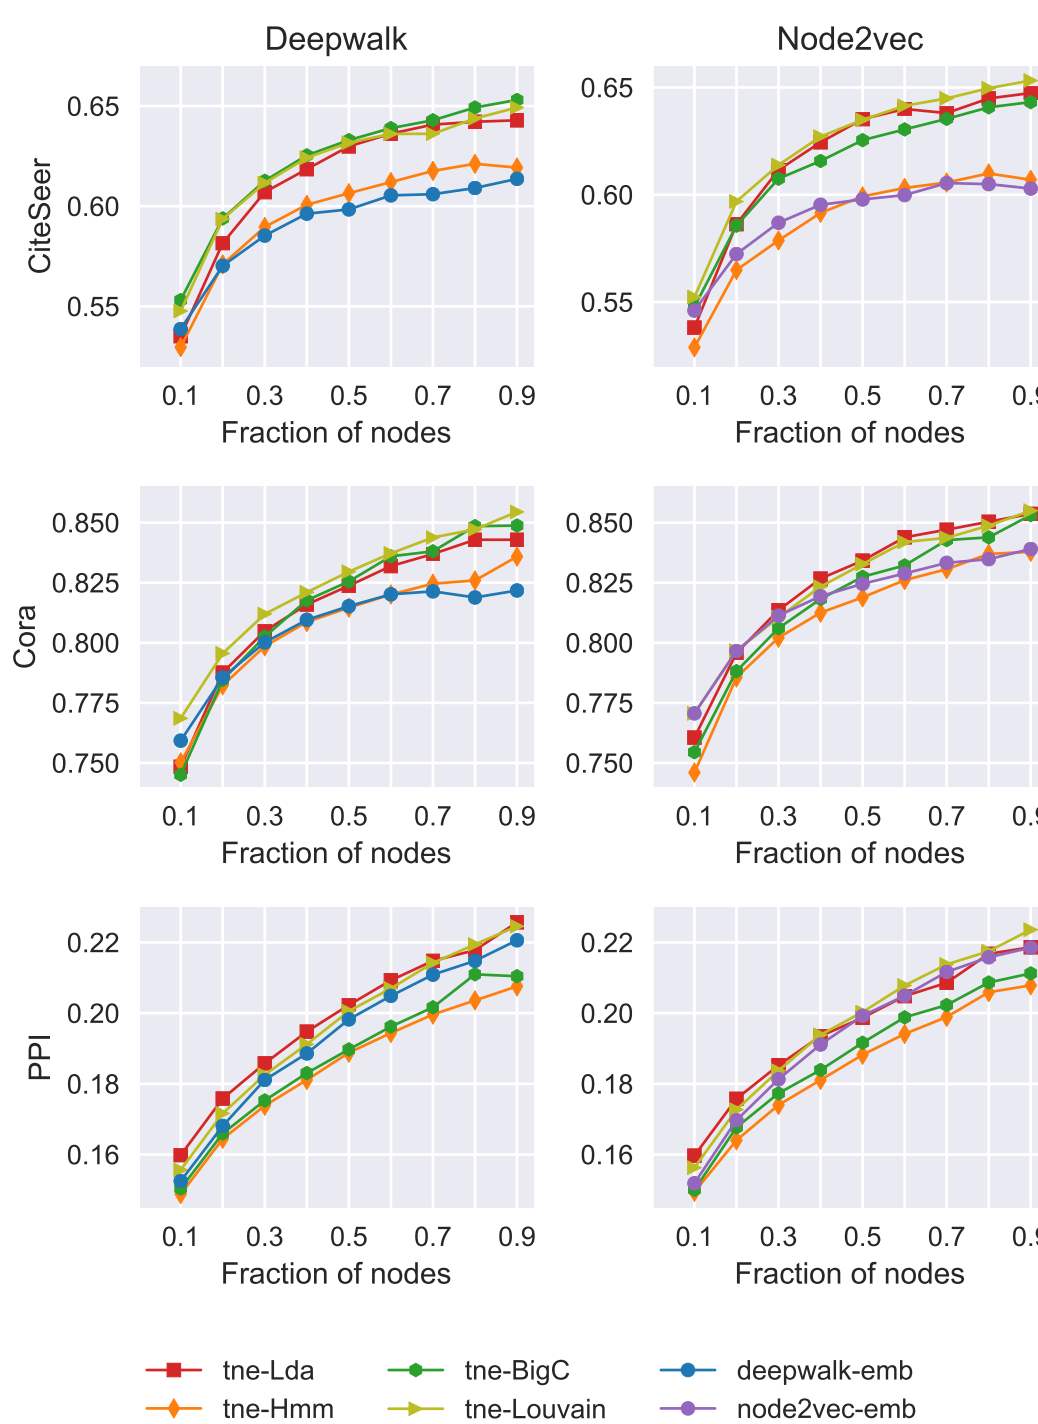 Deepwalk Node2vec
0.65 0.65
0.60 0.60
0.55 0.55
CiteSeer
0.1 0.3 0.5 0.7 0.9 0.1 0.3 0.5 0.7
Fraction of nodes Fraction of nodes
0.850 0.850
0.825 0.825
0.800 0.800
0.775 0.775
0.750 0.750
Cora
0.1 0.3 0.5 0.7 0.9 0.1 0.3 0.5 0.7
Fraction of nodes Fraction of nodes
0.22 0.22
0.20 0.20
0.18 0.18
0.16 0.16
PPI
0.1 0.3 0.5 0.7 0.9 0.1 0.3 0.5 0.7
Fraction of nodes Fraction of nodes
tne-Lda tne-BigC deepwalk-emb
tne-Hmm tne-Louvain node2vec-emb